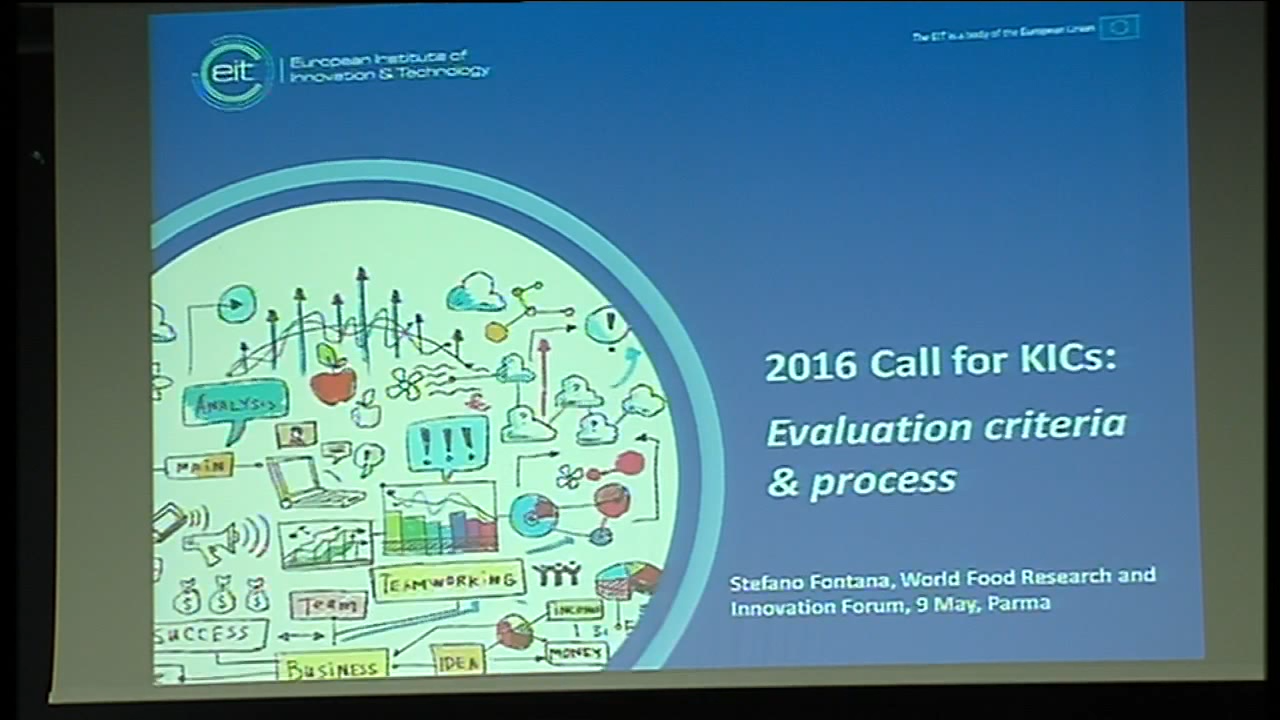 eit
European Institute of
Innovation & Technology
The EIT is a body of the European Union
2016 Call for KICs:
Evaluation criteria
& process
Stefano Fontana, World Food Research and
Innovation Forum, 9 May, Parma
ANALYSIS
MAIN
!!!
TEAMWORKING
Team
INCOME
SUCCESS
BUSINESS
IDEA
MONEY